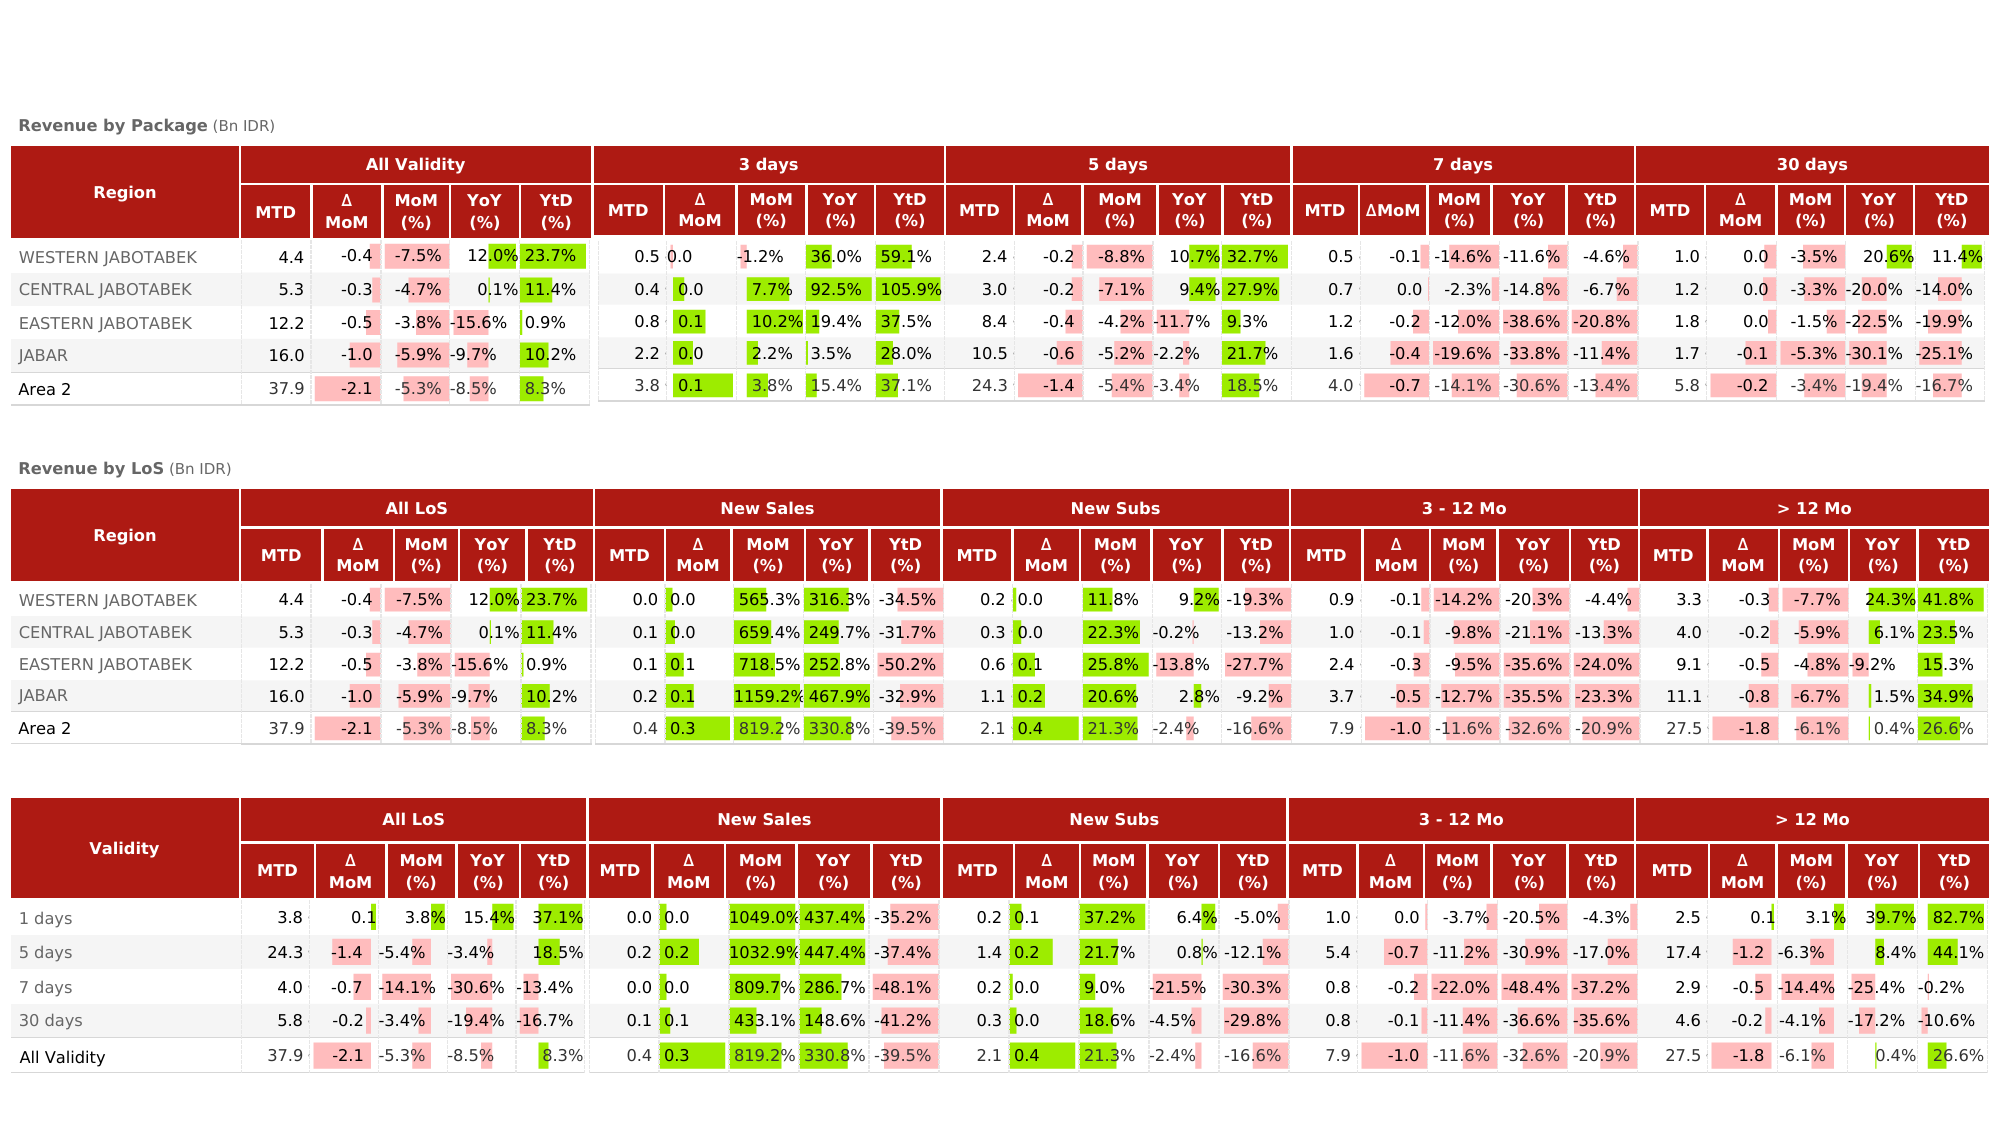 Revenue by Package (Bn IDR)
Region All Validity 3 days 5 days 7 days 30 days
MTD Δ MoM MoM (%) YoY (%) YtD (%) MTD Δ MoM MoM (%) YoY (%) YtD (%) MTD Δ MoM MoM (%) YoY (%) YtD (%) MTD ΔMoM MoM (%) YoY (%) YtD (%) MTD Δ MoM MoM (%) YoY (%) YtD (%)
WESTERN JABOTABEK 4.4 -0.4 -7.5% 12.0% 23.7% 0.5 0.0 -1.2% 36.0% 59.1% 2.4 -0.2 -8.8% 10.7% 32.7% 0.5 -0.1 -14.6% -11.6% -4.6% 1.0 0.0 -3.5% 20.6% 11.4%
CENTRAL JABOTABEK 5.3 -0.3 -4.7% 0.1% 11.4% 0.4 0.0 7.7% 92.5% 105.9% 3.0 -0.2 -7.1% 9.4% 27.9% 0.7 0.0 -2.3% -14.8% -6.7% 1.2 0.0 -3.3% -20.0% -14.0%
EASTERN JABOTABEK 12.2 -0.5 -3.8% -15.6% 0.9% 0.8 0.1 10.2% 19.4% 37.5% 8.4 -0.4 -4.2% -11.7% 9.3% 1.2 -0.2 -12.0% -38.6% -20.8% 1.8 0.0 -1.5% -22.5% -19.9%
JABAR 16.0 -1.0 -5.9% -9.7% 10.2% 2.2 0.0 2.2% 3.5% 28.0% 10.5 -0.6 -5.2% -2.2% 21.7% 1.6 -0.4 -19.6% -33.8% -11.4% 1.7 -0.1 -5.3% -30.1% -25.1%
Area 2 37.9 -2.1 -5.3% -8.5% 8.3% 3.8 0.1 3.8% 15.4% 37.1% 24.3 -1.4 -5.4% -3.4% 18.5% 4.0 -0.7 -14.1% -30.6% -13.4% 5.8 -0.2 -3.4% -19.4% -16.7%
Revenue by LoS (Bn IDR)
Region All LoS New Sales New Subs 3 - 12 Mo > 12 Mo
MTD Δ MoM MoM (%) YoY (%) YtD (%) MTD Δ MoM MoM (%) YoY (%) YtD (%) MTD Δ MoM MoM (%) YoY (%) YtD (%) MTD Δ MoM MoM (%) YoY (%) YtD (%) MTD Δ MoM MoM (%) YoY (%) YtD (%)
WESTERN JABOTABEK 4.4 -0.4 -7.5% 12.0% 23.7% 0.0 0.0 565.3% 316.3% -34.5% 0.2 0.0 11.8% 9.2% -19.3% 0.9 -0.1 -14.2% -20.3% -4.4% 3.3 -0.3 -7.7% 24.3% 41.8%
CENTRAL JABOTABEK 5.3 -0.3 -4.7% 0.1% 11.4% 0.1 0.0 659.4% 249.7% -31.7% 0.3 0.0 22.3% -0.2% -13.2% 1.0 -0.1 -9.8% -21.1% -13.3% 4.0 -0.2 -5.9% 6.1% 23.5%
EASTERN JABOTABEK 12.2 -0.5 -3.8% -15.6% 0.9% 0.1 0.1 718.5% 252.8% -50.2% 0.6 0.1 25.8% -13.8% -27.7% 2.4 -0.3 -9.5% -35.6% -24.0% 9.1 -0.5 -4.8% -9.2% 15.3%
JABAR 16.0 -1.0 -5.9% -9.7% 10.2% 0.2 0.1 1159.2% 467.9% -32.9% 1.1 0.2 20.6% 2.8% -9.2% 3.7 -0.5 -12.7% -35.5% -23.3% 11.1 -0.8 -6.7% 1.5% 34.9%
Area 2 37.9 -2.1 -5.3% -8.5% 8.3% 0.4 0.3 819.2% 330.8% -39.5% 2.1 0.4 21.3% -2.4% -16.6% 7.9 -1.0 -11.6% -32.6% -20.9% 27.5 -1.8 -6.1% 0.4% 26.6%
Validity All LoS New Sales New Subs 3 - 12 Mo > 12 Mo
MTD Δ MoM MoM (%) YoY (%) YtD (%) MTD Δ MoM MoM (%) YoY (%) YtD (%) MTD Δ MoM MoM (%) YoY (%) YtD (%) MTD Δ MoM MoM (%) YoY (%) YtD (%) MTD Δ MoM MoM (%) YoY (%) YtD (%)
1 days 3.8 0.1 3.8% 15.4% 37.1% 0.0 0.0 1049.0% 437.4% -35.2% 0.2 0.1 37.2% 6.4% -5.0% 1.0 0.0 -3.7% -20.5% -4.3% 2.5 0.1 3.1% 39.7% 82.7%
5 days 24.3 -1.4 -5.4% -3.4% 18.5% 0.2 0.2 1032.9% 447.4% -37.4% 1.4 0.2 21.7% 0.8% -12.1% 5.4 -0.7 -11.2% -30.9% -17.0% 17.4 -1.2 -6.3% 8.4% 44.1%
7 days 4.0 -0.7 -14.1% -30.6% -13.4% 0.0 0.0 809.7% 286.7% -48.1% 0.2 0.0 9.0% -21.5% -30.3% 0.8 -0.2 -22.0% -48.4% -37.2% 2.9 -0.5 -14.4% -25.4% -0.2%
30 days 5.8 -0.2 -3.4% -19.4% -16.7% 0.1 0.1 433.1% 148.6% -41.2% 0.3 0.0 18.6% -4.5% -29.8% 0.8 -0.1 -11.4% -36.6% -35.6% 4.6 -0.2 -4.1% -17.2% -10.6%
All Validity 37.9 -2.1 -5.3% -8.5% 8.3% 0.4 0.3 819.2% 330.8% -39.5% 2.1 0.4 21.3% -2.4% -16.6% 7.9 -1.0 -11.6% -32.6% -20.9% 27.5 -1.8 -6.1% 0.4% 26.6%